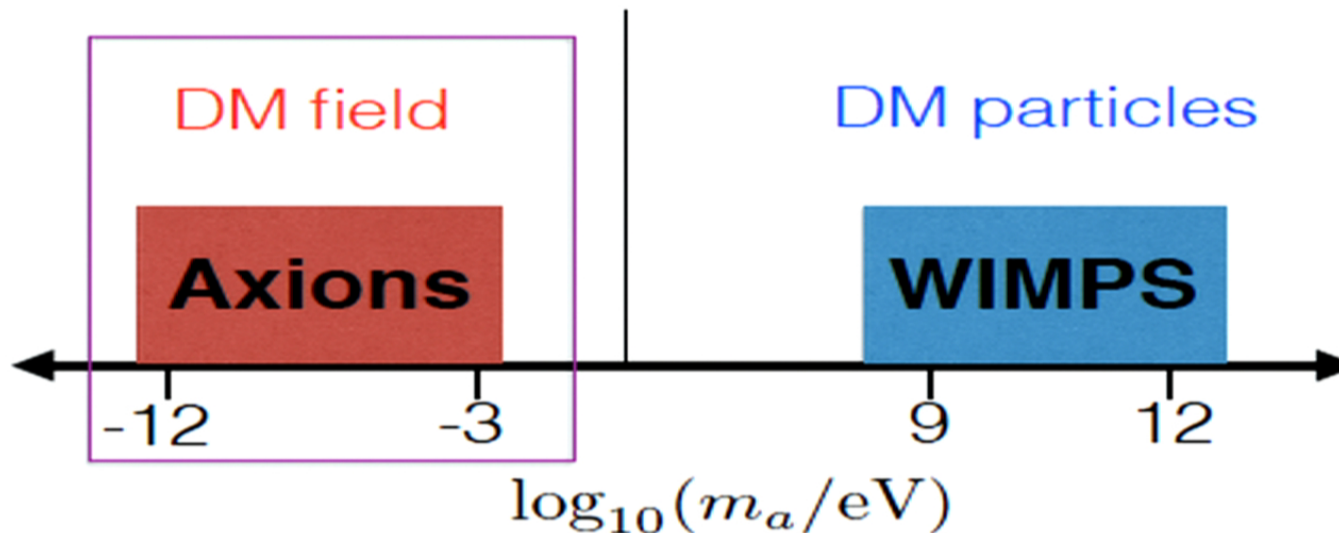 DM field DM particles
Axions WIMPS
-12 -3 9 12
log₁₀(mₐ/eV)